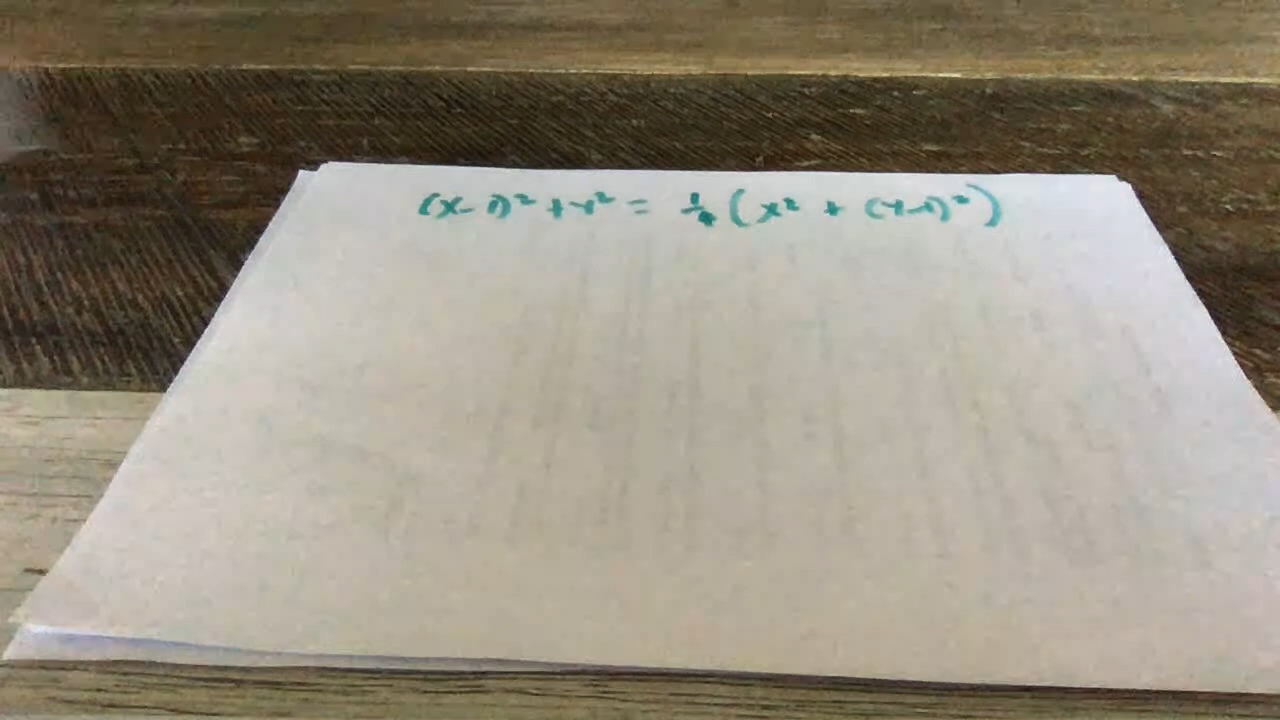 (x-1)² + y² = 1/4 (x² + (y-1)²)